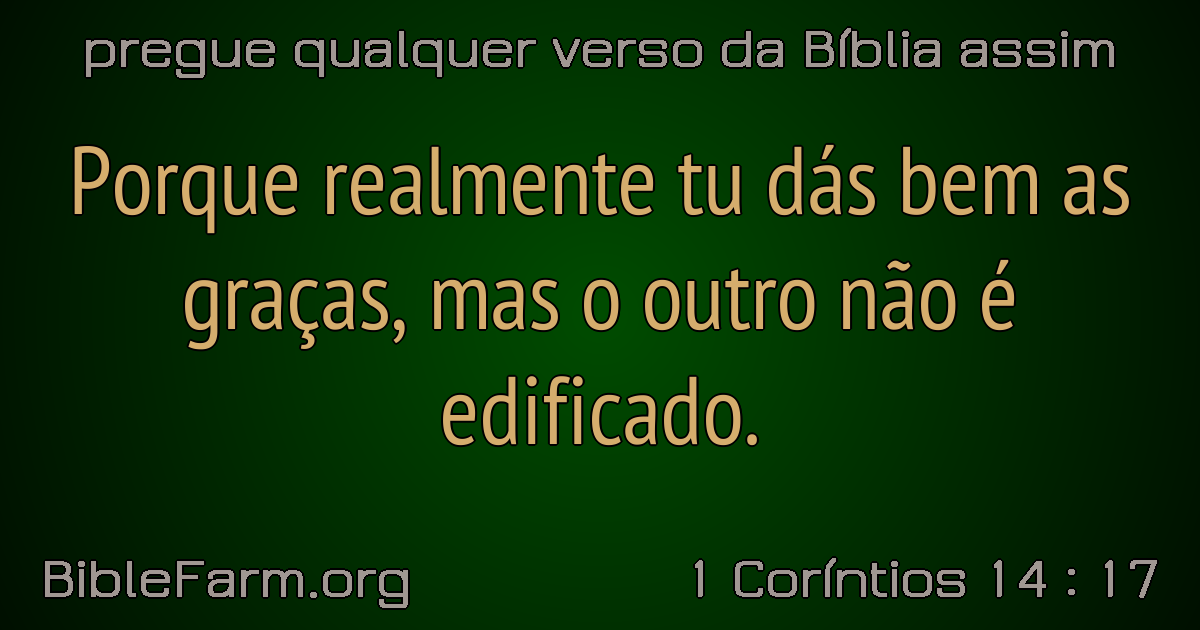 pregue qualquer verso da Bíblia assim
Porque realmente tu dás bem as
graças, mas o outro não é
edificado.
BibleFarm.org
1 Coríntios 14 : 17